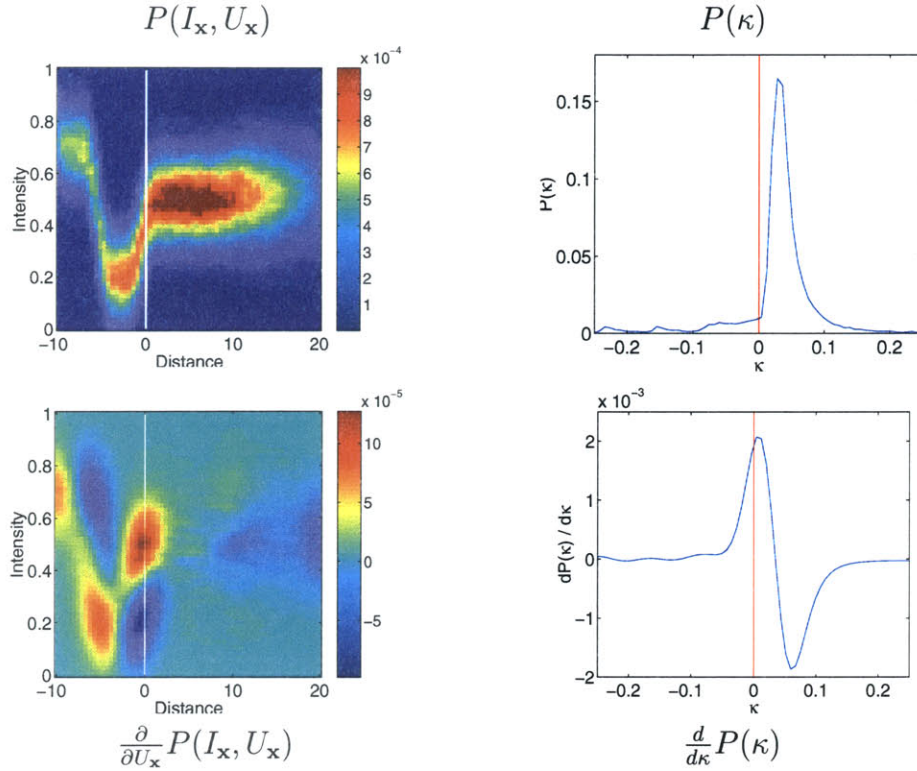 P(I_x, U_x)
P(κ)
x 10^-4
1
0.8
0.6
0.4
0.2
0
Intensity
−10 0 10 20
Distance
9
8
7
6
5
4
3
2
1
0.15
0.1
0.05
0
P(κ)
−0.2 −0.1 0 0.1 0.2
κ
x 10^-5
1
0.8
0.6
0.4
0.2
0
Intensity
−10 0 10 20
Distance
10
5
0
−5
x 10^-3
2
1
0
−1
−2
dP(κ) / dκ
−0.2 −0.1 0 0.1 0.2
κ
∂/∂U_x P(I_x, U_x)
d/dκ P(κ)